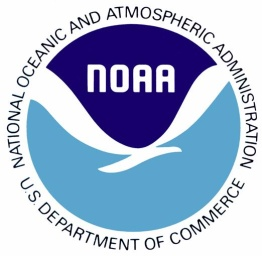 NATIONAL OCEANIC AND ATMOSPHERIC ADMINISTRATION
NOAA
U.S. DEPARTMENT OF COMMERCE